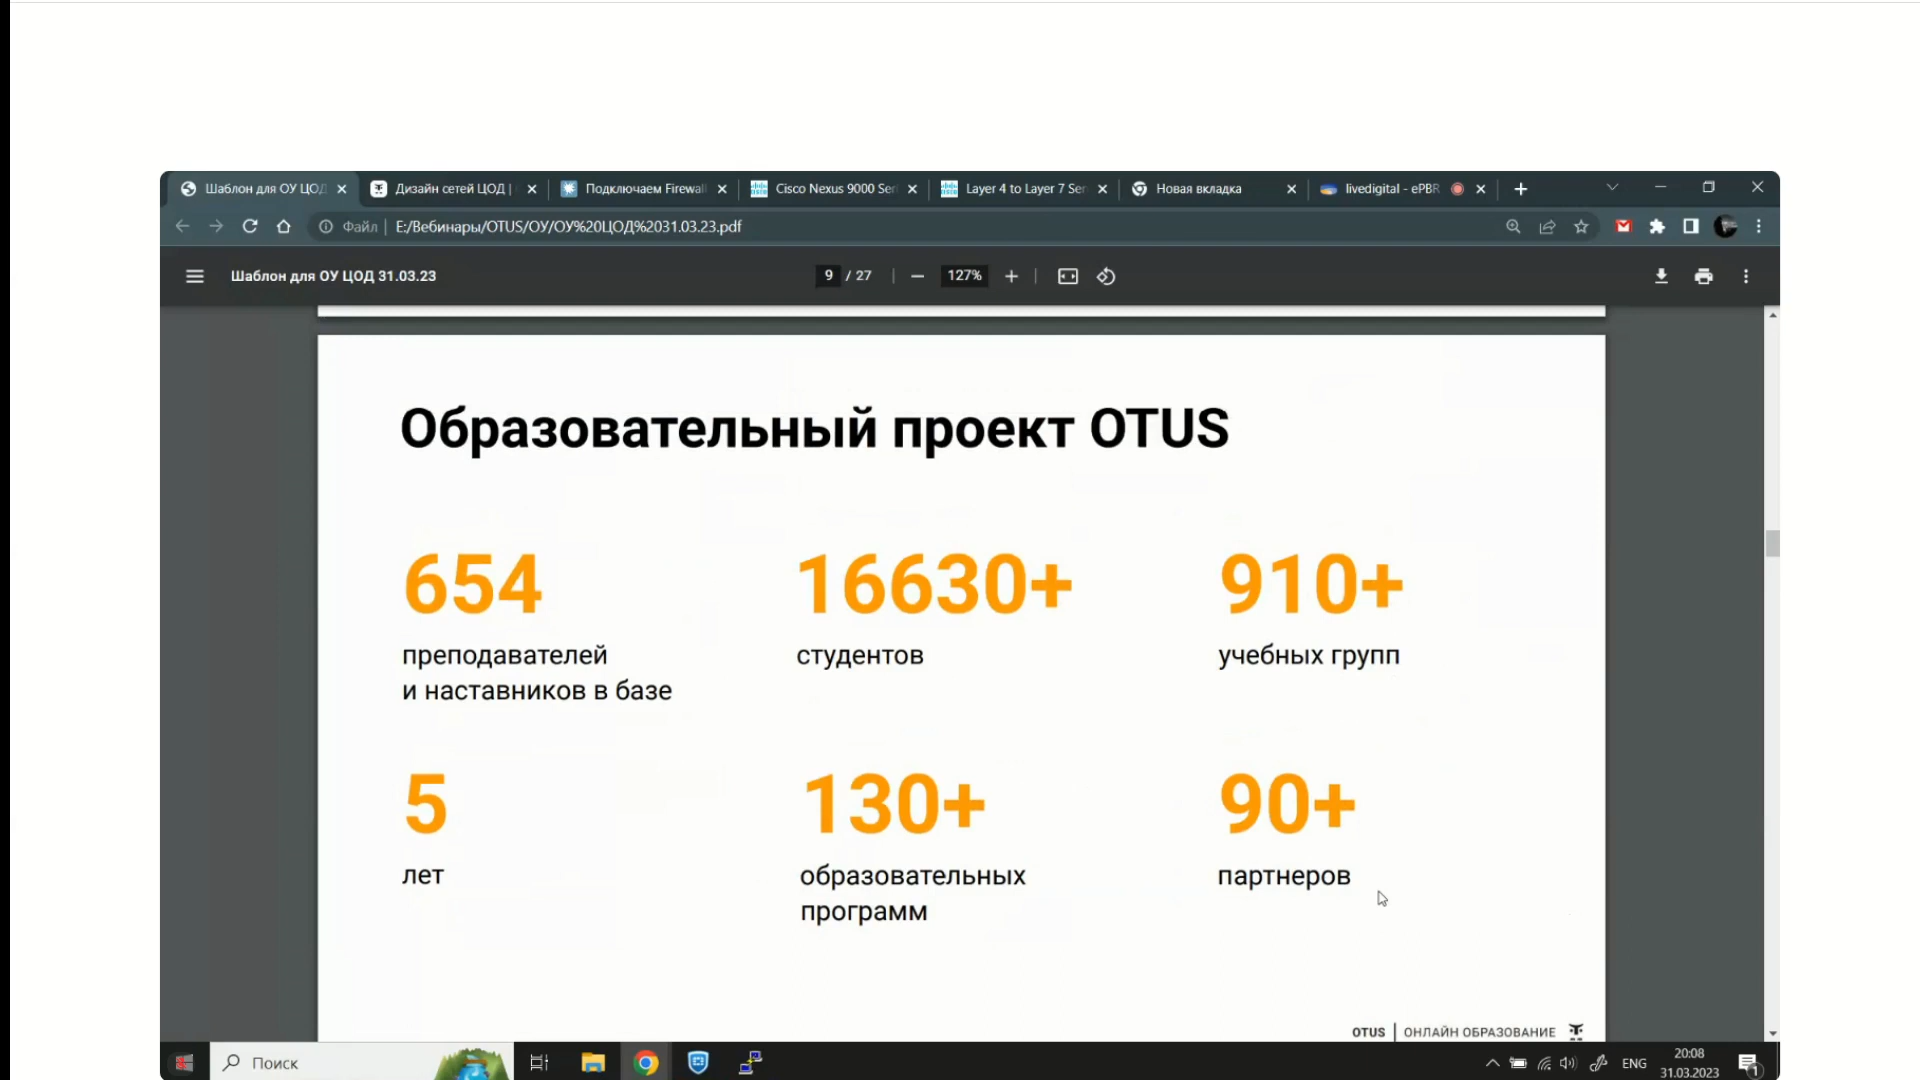 Шаблон для ОУ ЦОД
Дизайн сетей ЦОД |
Подключаем Firewal
Cisco Nexus 9000 Seri
Layer 4 to Layer 7 Ser
Новая вкладка
livedigital - ePBR
Файл | E:/Вебинары/OTUS/ОУ/ОУ%20ЦОД%2031.03.23.pdf
Шаблон для ОУ ЦОД 31.03.23
9 / 27
127%
Образовательный проект OTUS
654
преподавателей
и наставников в базе
16630+
студентов
910+
учебных групп
5
лет
130+
образовательных
программ
90+
партнеров
OTUS | ОНЛАЙН ОБРАЗОВАНИЕ
Поиск
ENG
20:08
31.03.2023
1